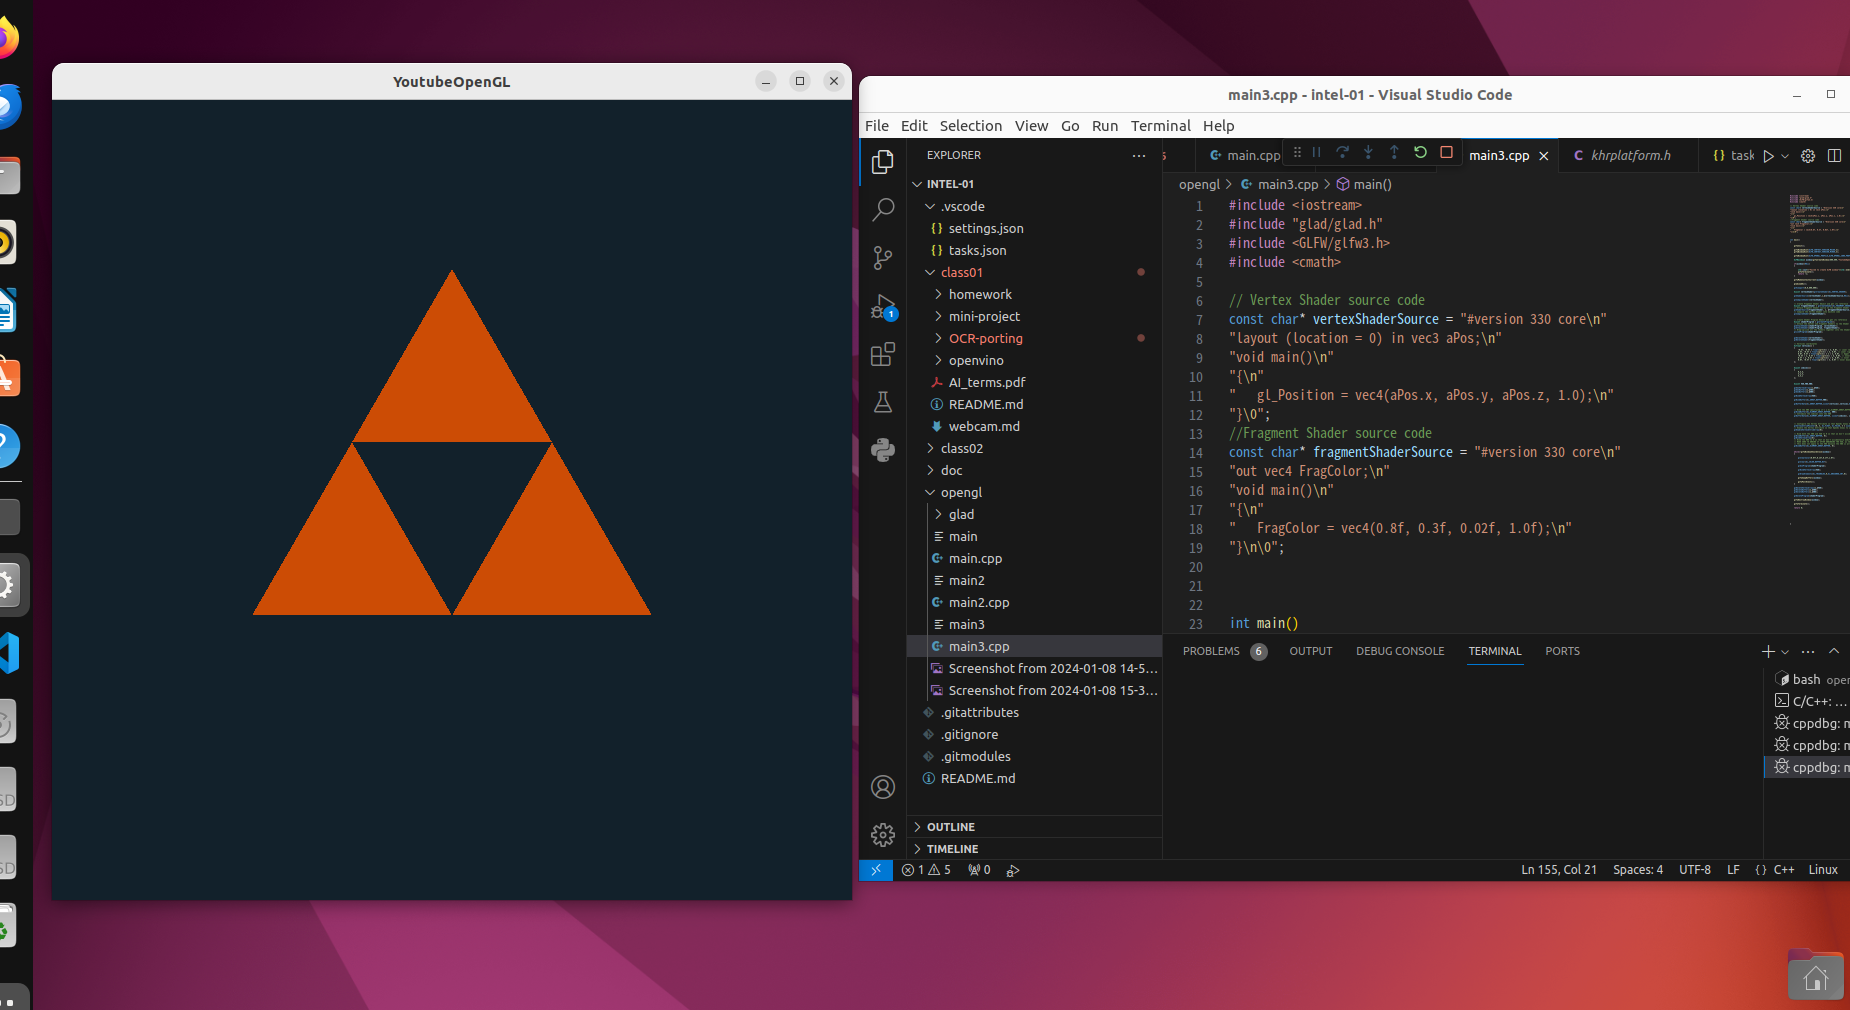 YoutubeOpenGL
main3.cpp - intel-01 - Visual Studio Code
File Edit Selection View Go Run Terminal Help
EXPLORER
INTEL-01
.vscode
settings.json
tasks.json
class01
homework
mini-project
OCR-porting
openvino
AI_terms.pdf
README.md
webcam.md
class02
doc
opengl
glad
main
main.cpp
main2
main2.cpp
main3
main3.cpp
Screenshot from 2024-01-08 14-5...
Screenshot from 2024-01-08 15-3...
.gitattributes
.gitignore
.gitmodules
README.md
OUTLINE
TIMELINE
main.cpp main3.cpp khrplatform.h task
opengl > main3.cpp > main()
1 #include <iostream>
2 #include "glad/glad.h"
3 #include <GLFW/glfw3.h>
4 #include <cmath>
5
6 // Vertex Shader source code
7 const char* vertexShaderSource = "#version 330 core\n"
8 "layout (location = 0) in vec3 aPos;\n"
9 "void main()\n"
10 "{\n"
11 "   gl_Position = vec4(aPos.x, aPos.y, aPos.z, 1.0);\n"
12 "}\0";
13 //Fragment Shader source code
14 const char* fragmentShaderSource = "#version 330 core\n"
15 "out vec4 FragColor;\n"
16 "void main()\n"
17 "{\n"
18 "   FragColor = vec4(0.8f, 0.3f, 0.02f, 1.0f);\n"
19 "}\n\0";
20
21
22
23 int main()
PROBLEMS 6 OUTPUT DEBUG CONSOLE TERMINAL PORTS
bash oper
C/C++: ...
cppdbg: m
cppdbg: m
cppdbg: m
1
1 5 0
Ln 155, Col 21 Spaces: 4 UTF-8 LF {} C++ Linux